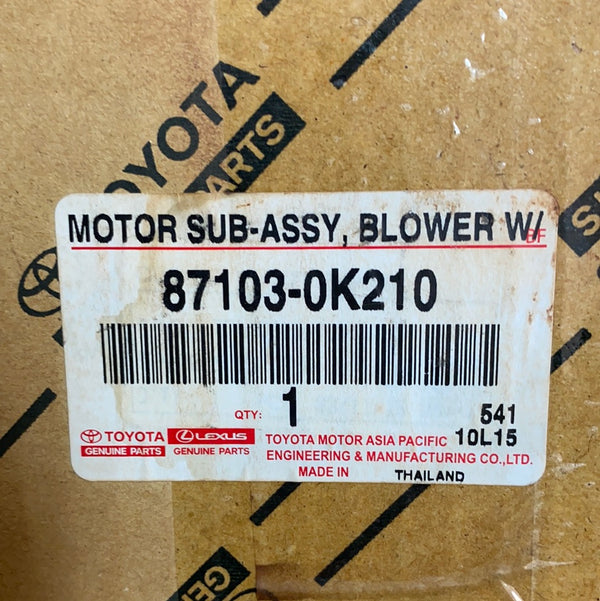 TOYOTA
PARTS
MOTOR SUB-ASSY, BLOWER W/
BF
87103-0K210
QTY: 1
541
10L15
TOYOTA
GENUINE PARTS
LEXUS
GENUINE PARTS
TOYOTA MOTOR ASIA PACIFIC
ENGINEERING & MANUFACTURING CO.,LTD.
MADE IN THAILAND